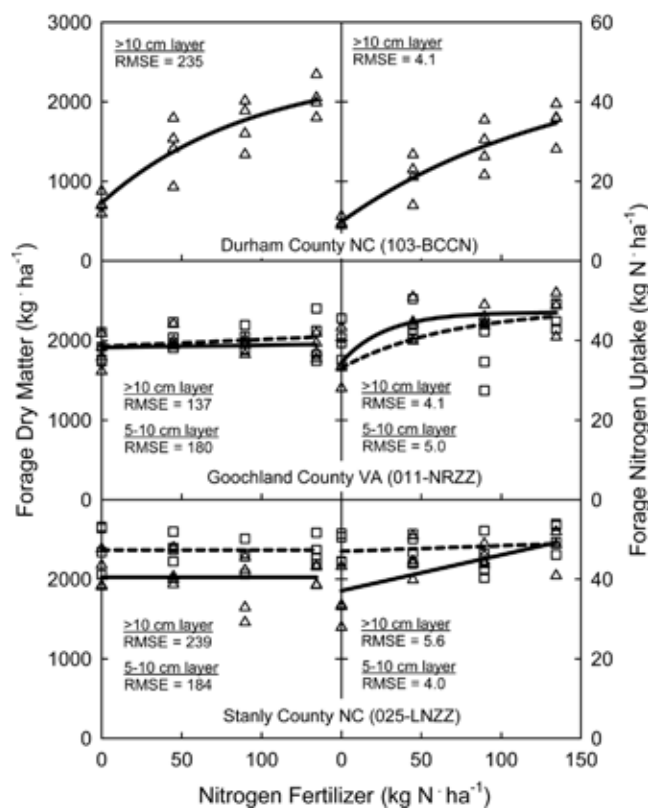 3000
60
>10 cm layer
RMSE = 235
>10 cm layer
RMSE = 4.1
2000
40
1000
20
Durham County NC (103-BCCN)
0
2000
40
>10 cm layer
RMSE = 137
5-10 cm layer
RMSE = 180
>10 cm layer
RMSE = 4.1
5-10 cm layer
RMSE = 5.0
1000
20
Goochland County VA (011-NRZZ)
0
0
2000
40
>10 cm layer
RMSE = 239
5-10 cm layer
RMSE = 184
>10 cm layer
RMSE = 5.6
5-10 cm layer
RMSE = 4.0
1000
20
Stanly County NC (025-LNZZ)
0
0
0 50 100 0 50 100 150
Nitrogen Fertilizer (kg N·ha⁻¹)
Forage Dry Matter (kg·ha⁻¹)
Forage Nitrogen Uptake (kg N·ha⁻¹)